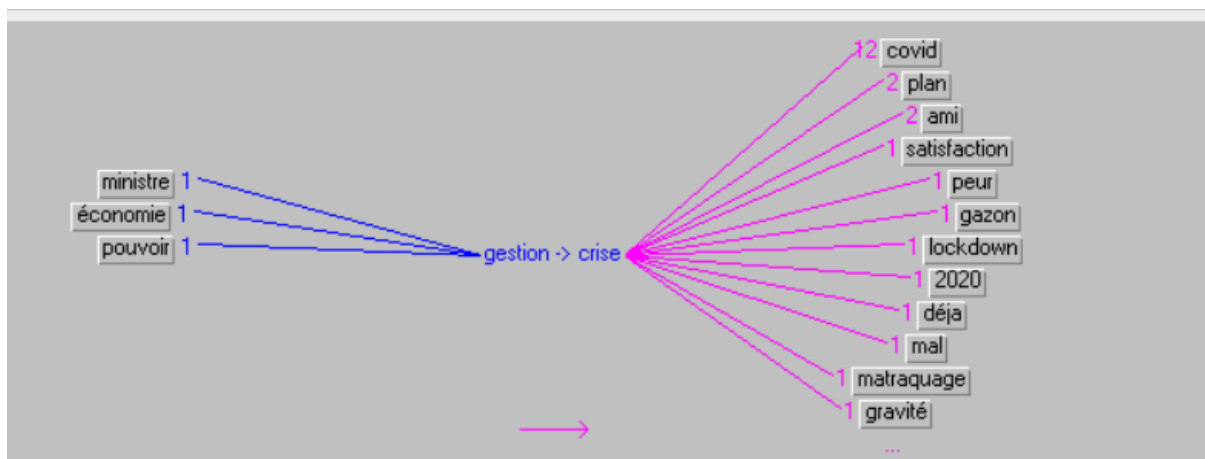 12 covid
2 plan
2 ami
1 satisfaction
ministre 1
1 peur
économie 1
1 gazon
pouvoir 1
gestion -> crise
1 lockdown
1 2020
1 déja
1 mal
1 matraquage
1 gravité
...